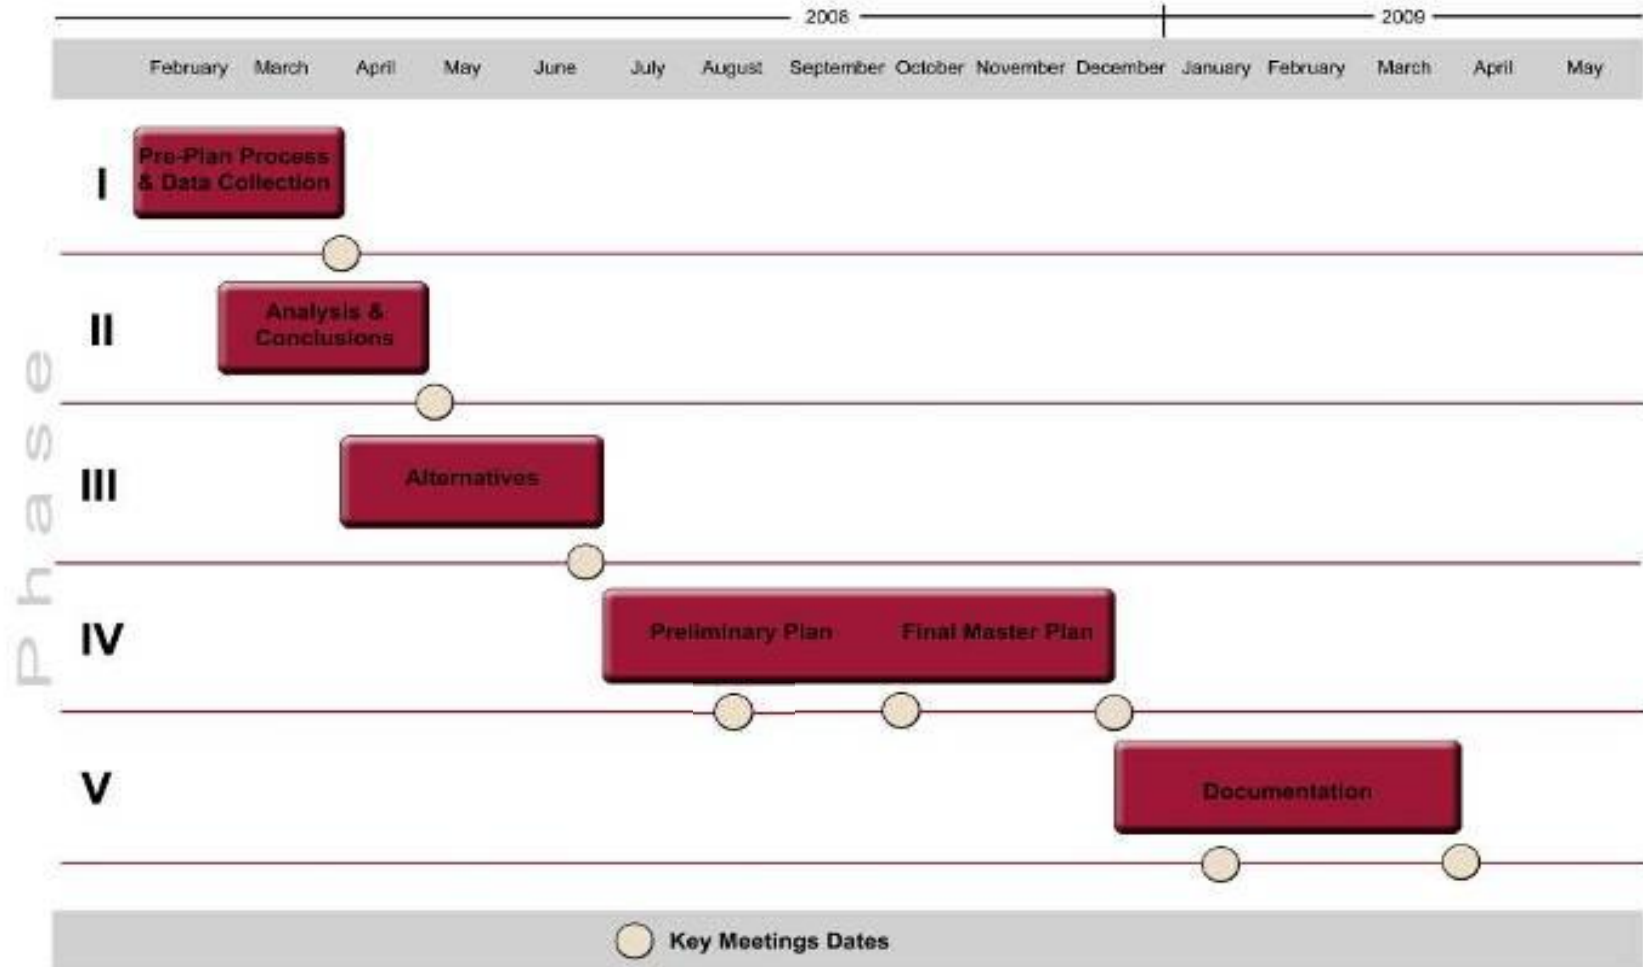 2008 2009
February March April May June July August September October November December January February March April May
Phase
I
Pre-Plan Process
& Data Collection
II
Analysis &
Conclusions
III
Alternatives
IV
Preliminary Plan Final Master Plan
V
Documentation
Key Meetings Dates